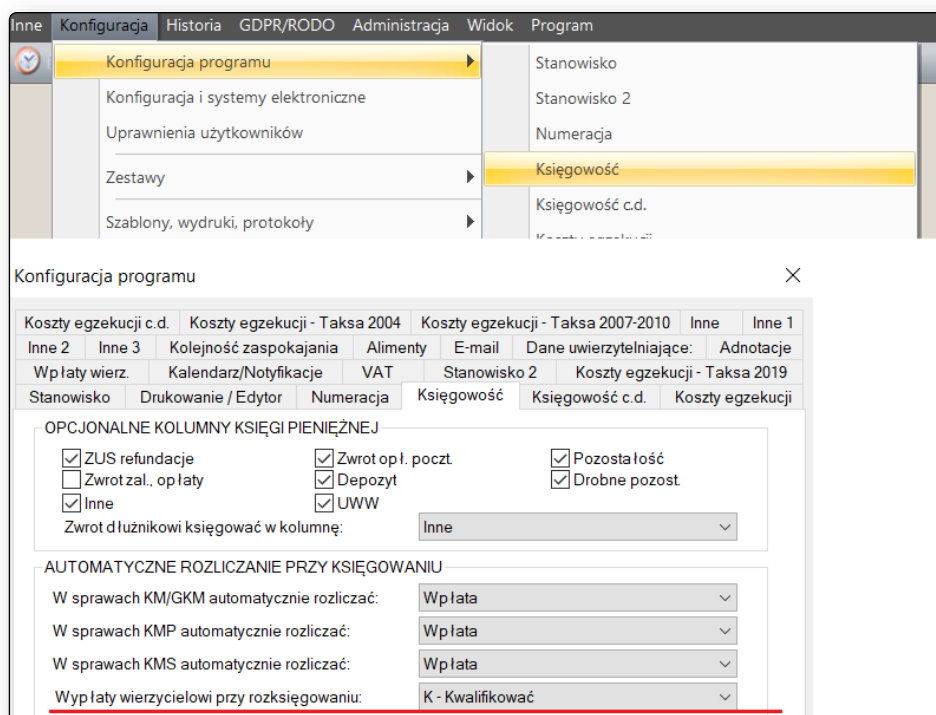 Inne Konfiguracja Historia GDPR/RODO Administracja Widok Program
Konfiguracja programu Stanowisko
Konfiguracja i systemy elektroniczne Stanowisko 2
Uprawnienia użytkowników Numeracja
Zestawy Księgowość
Szablony, wydruki, protokoły Księgowość c.d.
Koszty egzekucji
Konfiguracja programu
Koszty egzekucji c.d. Koszty egzekucji - Taksa 2004 Koszty egzekucji - Taksa 2007-2010 Inne Inne 1
Inne 2 Inne 3 Kolejność zaspokajania Alimenty E-mail Dane uwierzytelniające: Adnotacje
Wpłaty wierz. Kalendarz/Notyfikacje VAT Stanowisko 2 Koszty egzekucji - Taksa 2019
Stanowisko Drukowanie / Edytor Numeracja Księgowość Księgowość c.d. Koszty egzekucji
OPCJONALNE KOLUMNY KSIĘGI PIENIĘŻNEJ
ZUS refundacje Zwrot opł. poczt. Pozostałość
Zwrot zal., opłaty Depozyt Drobne pozost.
Inne UWW
Zwrot dłużnikowi księgować w kolumnę: Inne
AUTOMATYCZNE ROZLICZANIE PRZY KSIĘGOWANIU
W sprawach KM/GKM automatycznie rozliczać: Wpłata
W sprawach KMP automatycznie rozliczać: Wpłata
W sprawach KMS automatycznie rozliczać: Wpłata
Wypłaty wierzycielowi przy rozksięgowaniu: K - Kwalifikować